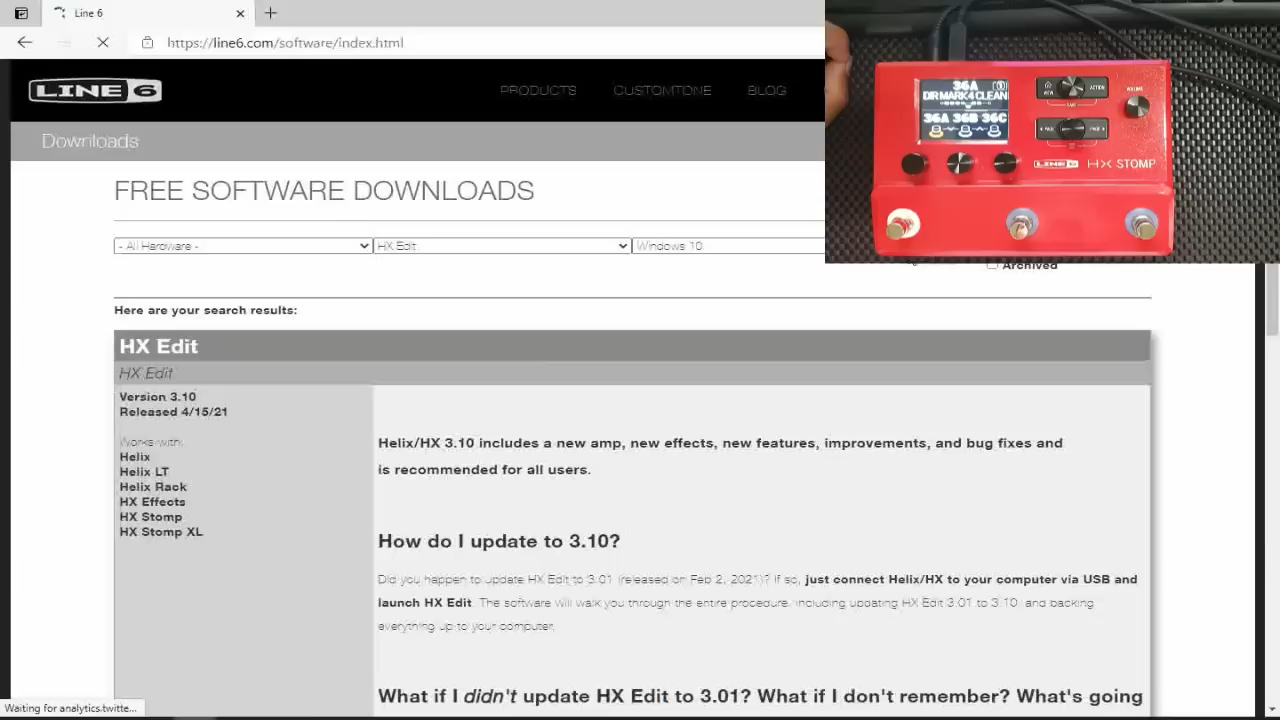 Line 6
https://line6.com/software/index.html
LINE 6
PRODUCTS CUSTOMTONE BLOG
Downloads
FREE SOFTWARE DOWNLOADS
- All Hardware - HX Edit Windows 10
Archived
Here are your search results:
HX Edit
HX Edit
Version 3.10
Released 4/15/21
Works with:
Helix
Helix LT
Helix Rack
HX Effects
HX Stomp
HX Stomp XL
Helix/HX 3.10 includes a new amp, new effects, new features, improvements, and bug fixes and
is recommended for all users.
How do I update to 3.10?
Did you happen to update HX Edit to 3.01 (released on Feb 2, 2021)? If so, just connect Helix/HX to your computer via USB and
launch HX Edit. The software will walk you through the entire procedure, including updating HX Edit 3.01 to 3.10, and backing
everything up to your computer.
What if I didn't update HX Edit to 3.01? What if I don't remember? What's going
Waiting for analytics.twitte...
36A
DIR MARK 4 CLEAN
36A 36B 36C
ACTION
VOLUME
PAGE PAGE
LINE 6 HX STOMP